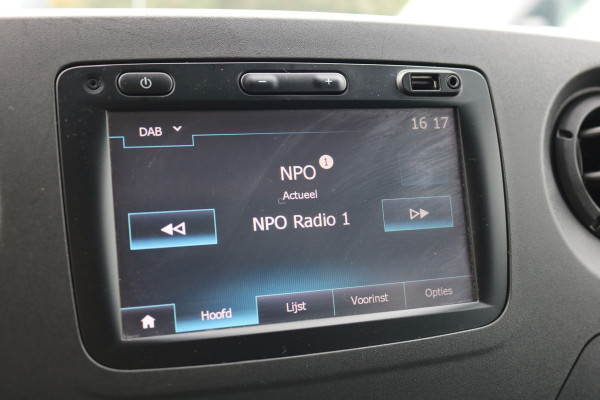 − +
DAB 16 17
NPO 1
Actueel
NPO Radio 1
Hoofd Lijst Voorinst Opties